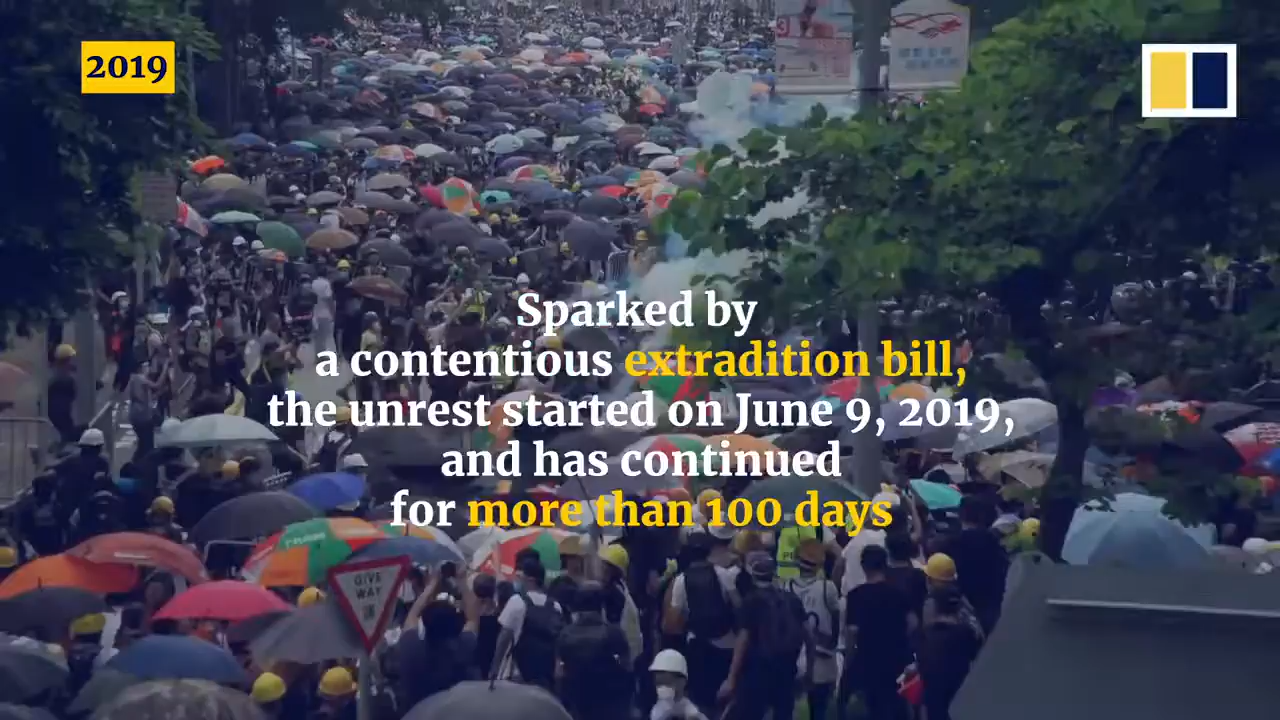 2019
Sparked by
a contentious extradition bill,
the unrest started on June 9, 2019,
and has continued
for more than 100 days
GIVE
WAY
讓